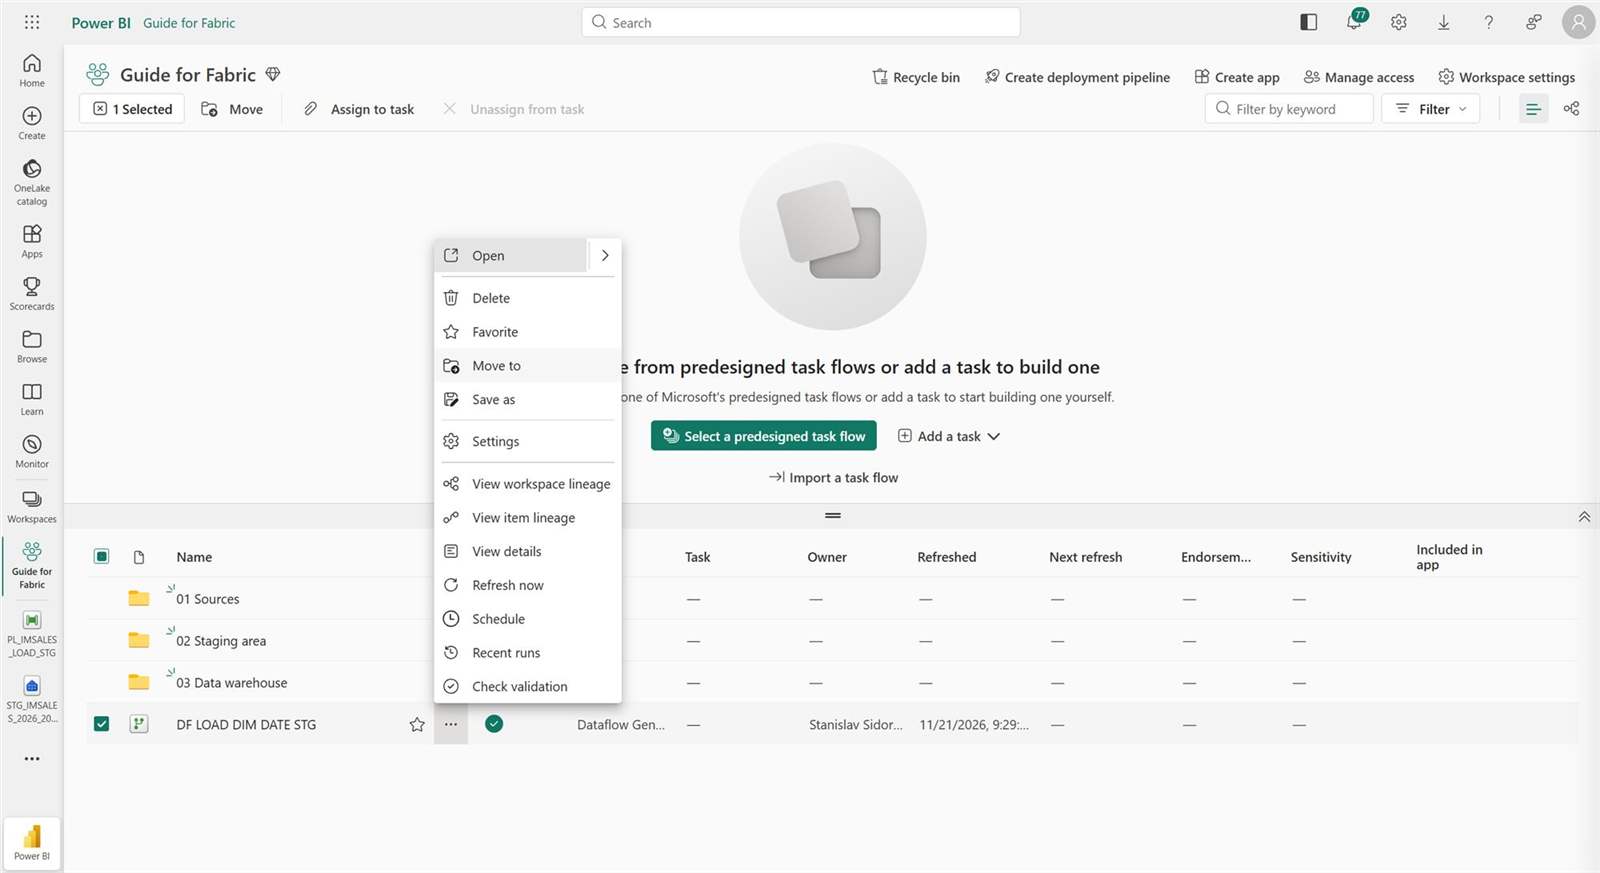 Power BI Guide for Fabric
Search
77
Home
Create
OneLake
catalog
Apps
Scorecards
Browse
Learn
Monitor
Workspaces
Guide for
Fabric
PL_IMSALES
_LOAD_STG
STG_IMSALE
S_2026_20...
Power BI
Guide for Fabric
Recycle bin
Create deployment pipeline
Create app
Manage access
Workspace settings
1 Selected
Move
Assign to task
Unassign from task
Filter by keyword
Filter
Open
Delete
Favorite
Move to
Save as
Settings
View workspace lineage
View item lineage
View details
Refresh now
Schedule
Recent runs
Check validation
e from predesigned task flows or add a task to build one
one of Microsoft's predesigned task flows or add a task to start building one yourself.
Select a predesigned task flow
Add a task
Import a task flow
Name Task Owner Refreshed Next refresh Endorsem... Sensitivity Included in
app
01 Sources — — — — — —
02 Staging area — — — — — —
03 Data warehouse — — — — — —
DF LOAD DIM DATE STG ... Dataflow Gen... — Stanislav Sidor... 11/21/2026, 9:29:... — — —